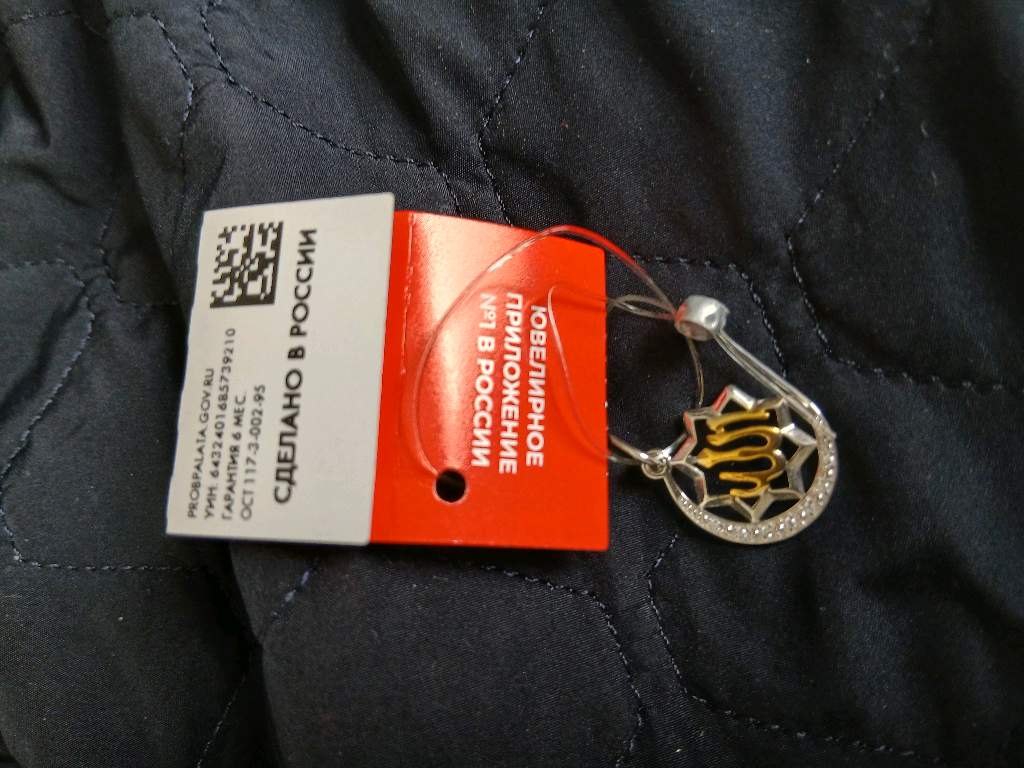 PROBPALATA.GOV.RU
УИН: 6432401685739210
ГАРАНТИЯ 6 МЕС.
ОСТ 117-3-002-95
СДЕЛАНО В РОССИИ
ЮВЕЛИРНОЕ
ПРИЛОЖЕНИЕ
№1 В РОССИИ